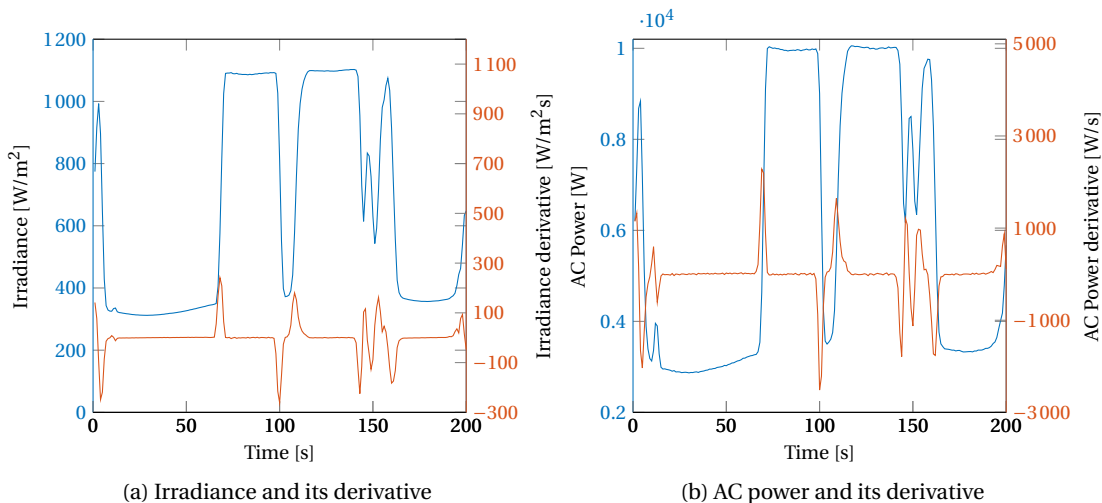 ·10⁴
1200
1000
800
600
400
200
0
Irradiance [W/m²]
1100
900
700
500
300
100
−100
−300
Irradiance derivative [W/m²s]
0 50 100 150 200
Time [s]
(a) Irradiance and its derivative
1
0.8
0.6
0.4
0.2
AC Power [W]
5000
3000
1000
−1000
−3000
AC Power derivative [W/s]
0 50 100 150 200
Time [s]
(b) AC power and its derivative